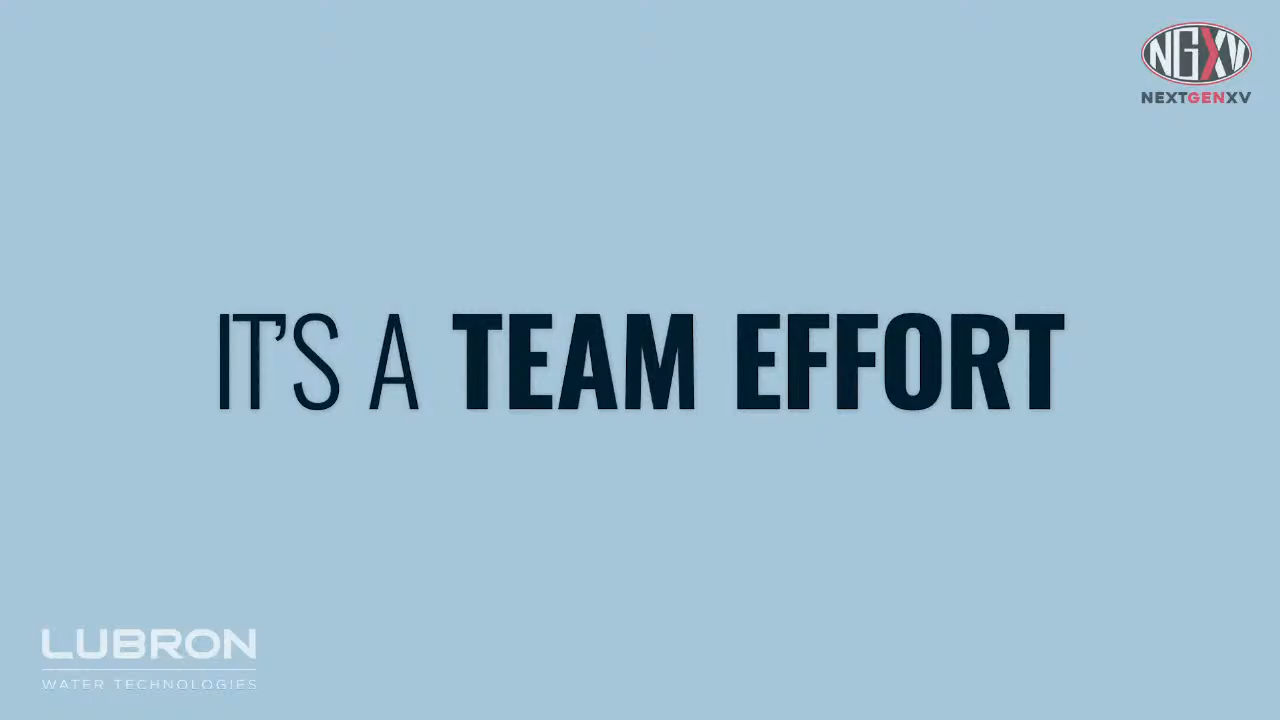 NGXV
NEXTGENXV
IT'S A TEAM EFFORT
LUBRON
WATER TECHNOLOGIES